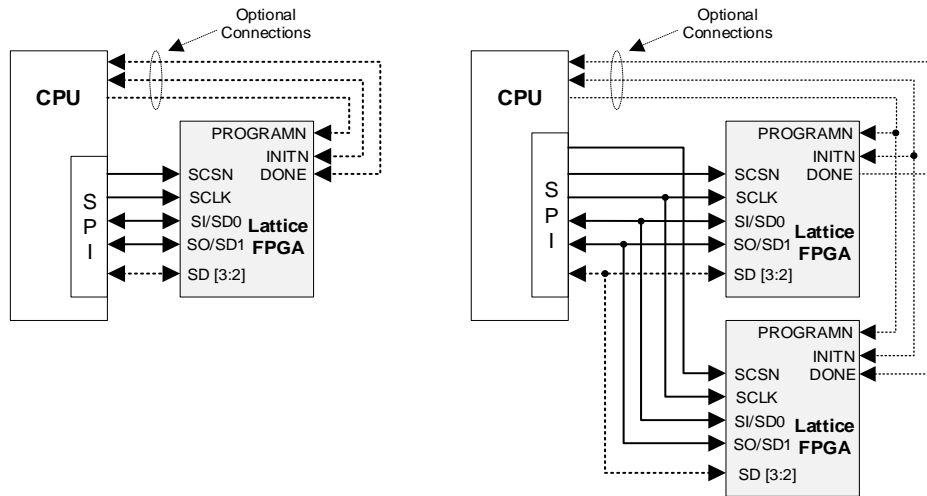 Optional
Connections
CPU
PROGRAMN
INITN
DONE
SCSN
SCLK
SI/SD0
SO/SD1
SD [3:2]
Lattice
FPGA
SPI
Optional
Connections
CPU
SPI
PROGRAMN
INITN
DONE
SCSN
SCLK
SI/SD0
SO/SD1
SD [3:2]
Lattice
FPGA
PROGRAMN
INITN
DONE
SCSN
SCLK
SI/SD0
SO/SD1
SD [3:2]
Lattice
FPGA